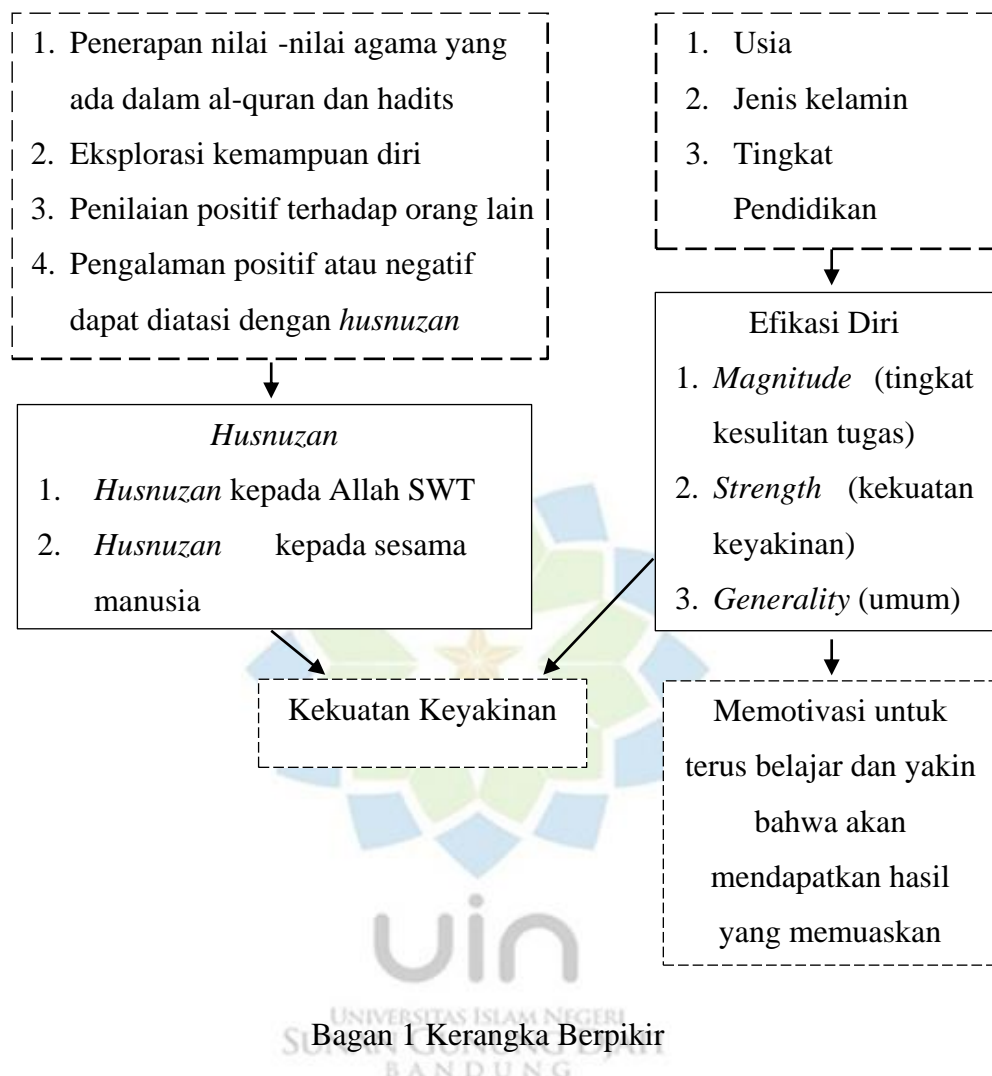 1. Penerapan nilai -nilai agama yang
ada dalam al-quran dan hadits
2. Eksplorasi kemampuan diri
3. Penilaian positif terhadap orang lain
4. Pengalaman positif atau negatif
dapat diatasi dengan husnuzan
1. Usia
2. Jenis kelamin
3. Tingkat
Pendidikan
Husnuzan
1. Husnuzan kepada Allah SWT
2. Husnuzan kepada sesama
manusia
Efikasi Diri
1. Magnitude (tingkat
kesulitan tugas)
2. Strength (kekuatan
keyakinan)
3. Generality (umum)
Kekuatan Keyakinan
Memotivasi untuk
terus belajar dan yakin
bahwa akan
mendapatkan hasil
yang memuaskan
uin
UNIVERSITAS ISLAM NEGERI
SUNAN GUNUNG DJATI
BANDUNG
Bagan 1 Kerangka Berpikir